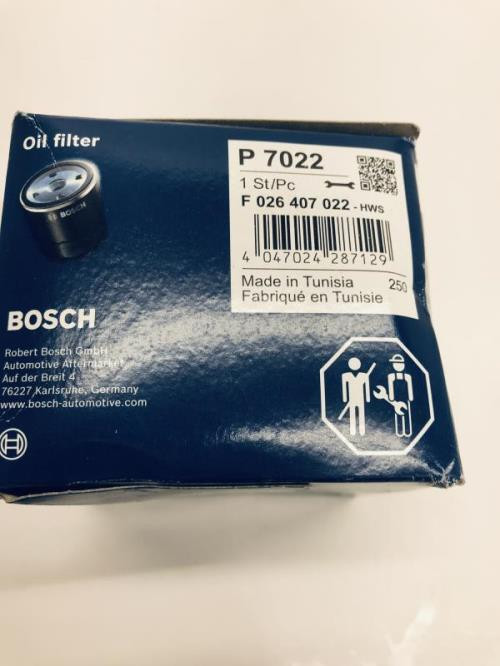 Oil filter
BOSCH
P 7022
1 St/Pc
F 026 407 022 - HWS
4 047024 287129
Made in Tunisia 250
Fabriqué en Tunisie
BOSCH
Robert Bosch GmbH
Automotive Aftermarket
Auf der Breit 4
76227 Karlsruhe, Germany
www.bosch-automotive.com